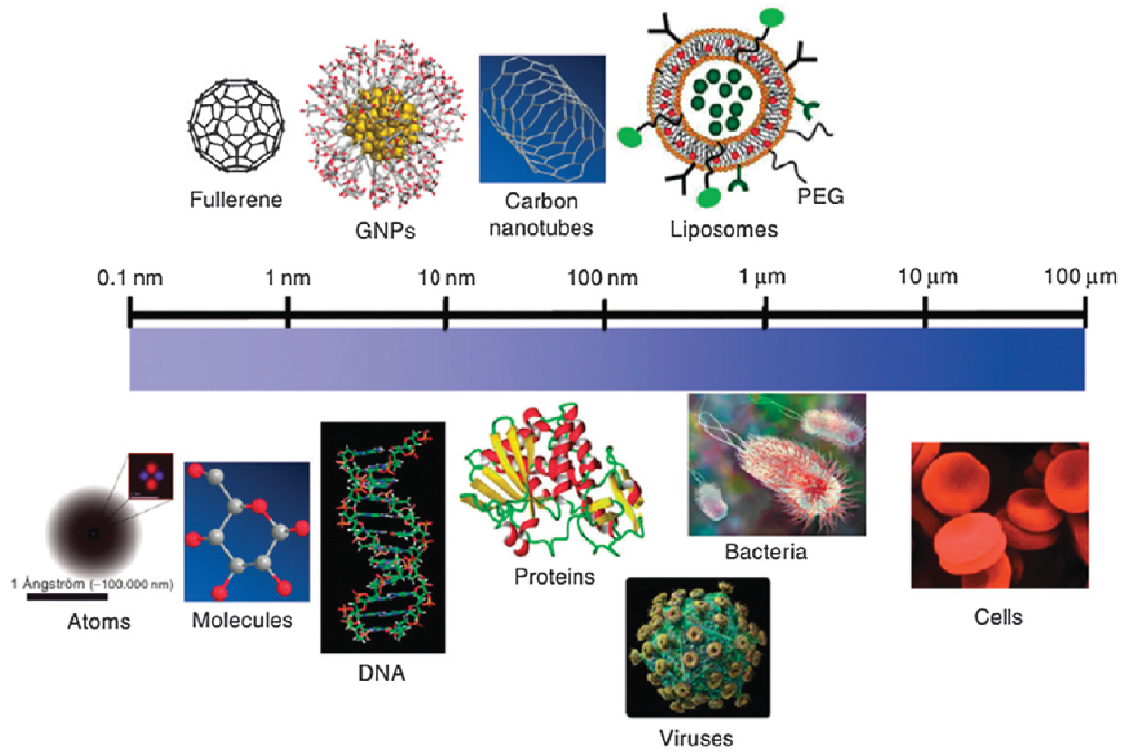 Fullerene
GNPs
Carbon
nanotubes
Liposomes
PEG
0.1 nm
1 nm
10 nm
100 nm
1 μm
10 μm
100 μm
1 Ångström (~100.000 nm)
Atoms
Molecules
DNA
Proteins
Viruses
Bacteria
Cells